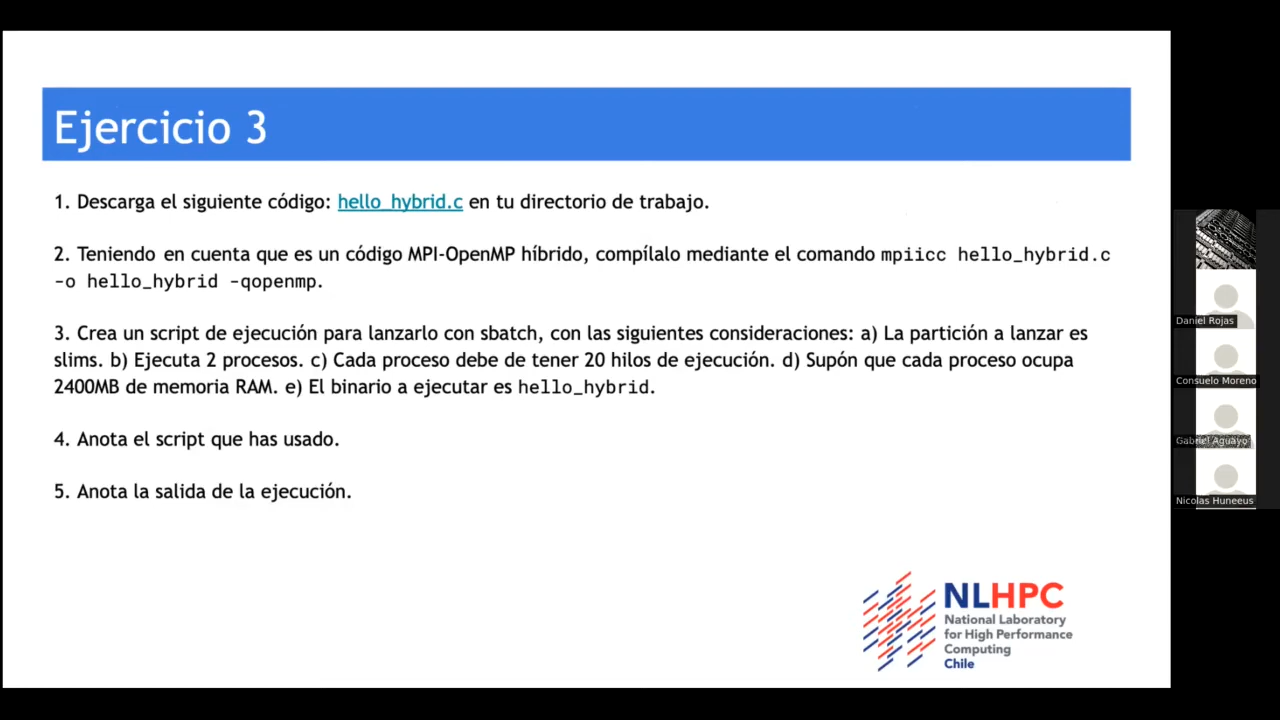 Ejercicio 3
1. Descarga el siguiente código: hello_hybrid.c en tu directorio de trabajo.
2. Teniendo en cuenta que es un código MPI-OpenMP híbrido, compílalo mediante el comando mpiicc hello_hybrid.c
-o hello_hybrid -qopenmp.
3. Crea un script de ejecución para lanzarlo con sbatch, con las siguientes consideraciones: a) La partición a lanzar es
slims. b) Ejecuta 2 procesos. c) Cada proceso debe de tener 20 hilos de ejecución. d) Supón que cada proceso ocupa
2400MB de memoria RAM. e) El binario a ejecutar es hello_hybrid.
4. Anota el script que has usado.
5. Anota la salida de la ejecución.
NLHPC
National Laboratory
for High Performance
Computing
Chile
Daniel Rojas
Consuelo Moreno
Gabriel Aguayo
Nicolas Huneeus